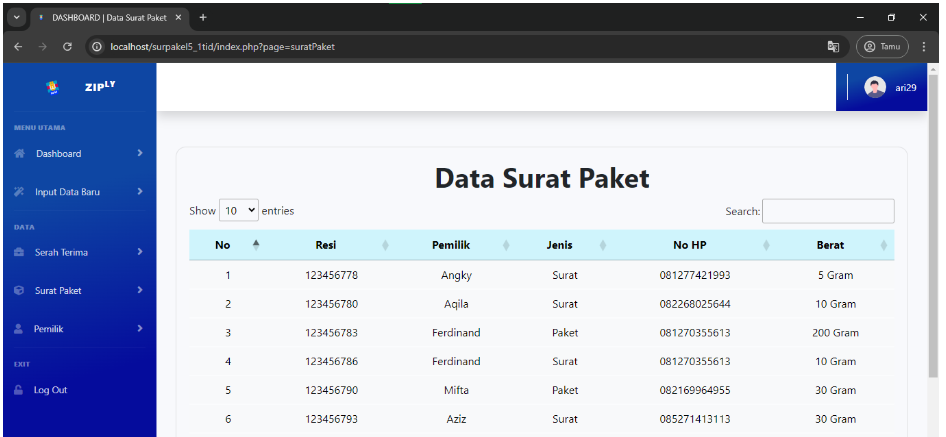 DASHBOARD | Data Surat Paket
localhost/surpakel5_1tid/index.php?page=suratPaket
Tamu
ZIPLY
ari29
MENU UTAMA
Dashboard
Input Data Baru
DATA
Serah Terima
Surat Paket
Pemilik
EXIT
Log Out
Data Surat Paket
Show 10 entries
Search:
No Resi Pemilik Jenis No HP Berat
1 123456778 Angky Surat 081277421993 5 Gram
2 123456780 Aqila Surat 082268025644 10 Gram
3 123456783 Ferdinand Paket 081270355613 200 Gram
4 123456786 Ferdinand Surat 081270355613 10 Gram
5 123456790 Mifta Paket 082169964955 30 Gram
6 123456793 Aziz Surat 085271413113 30 Gram